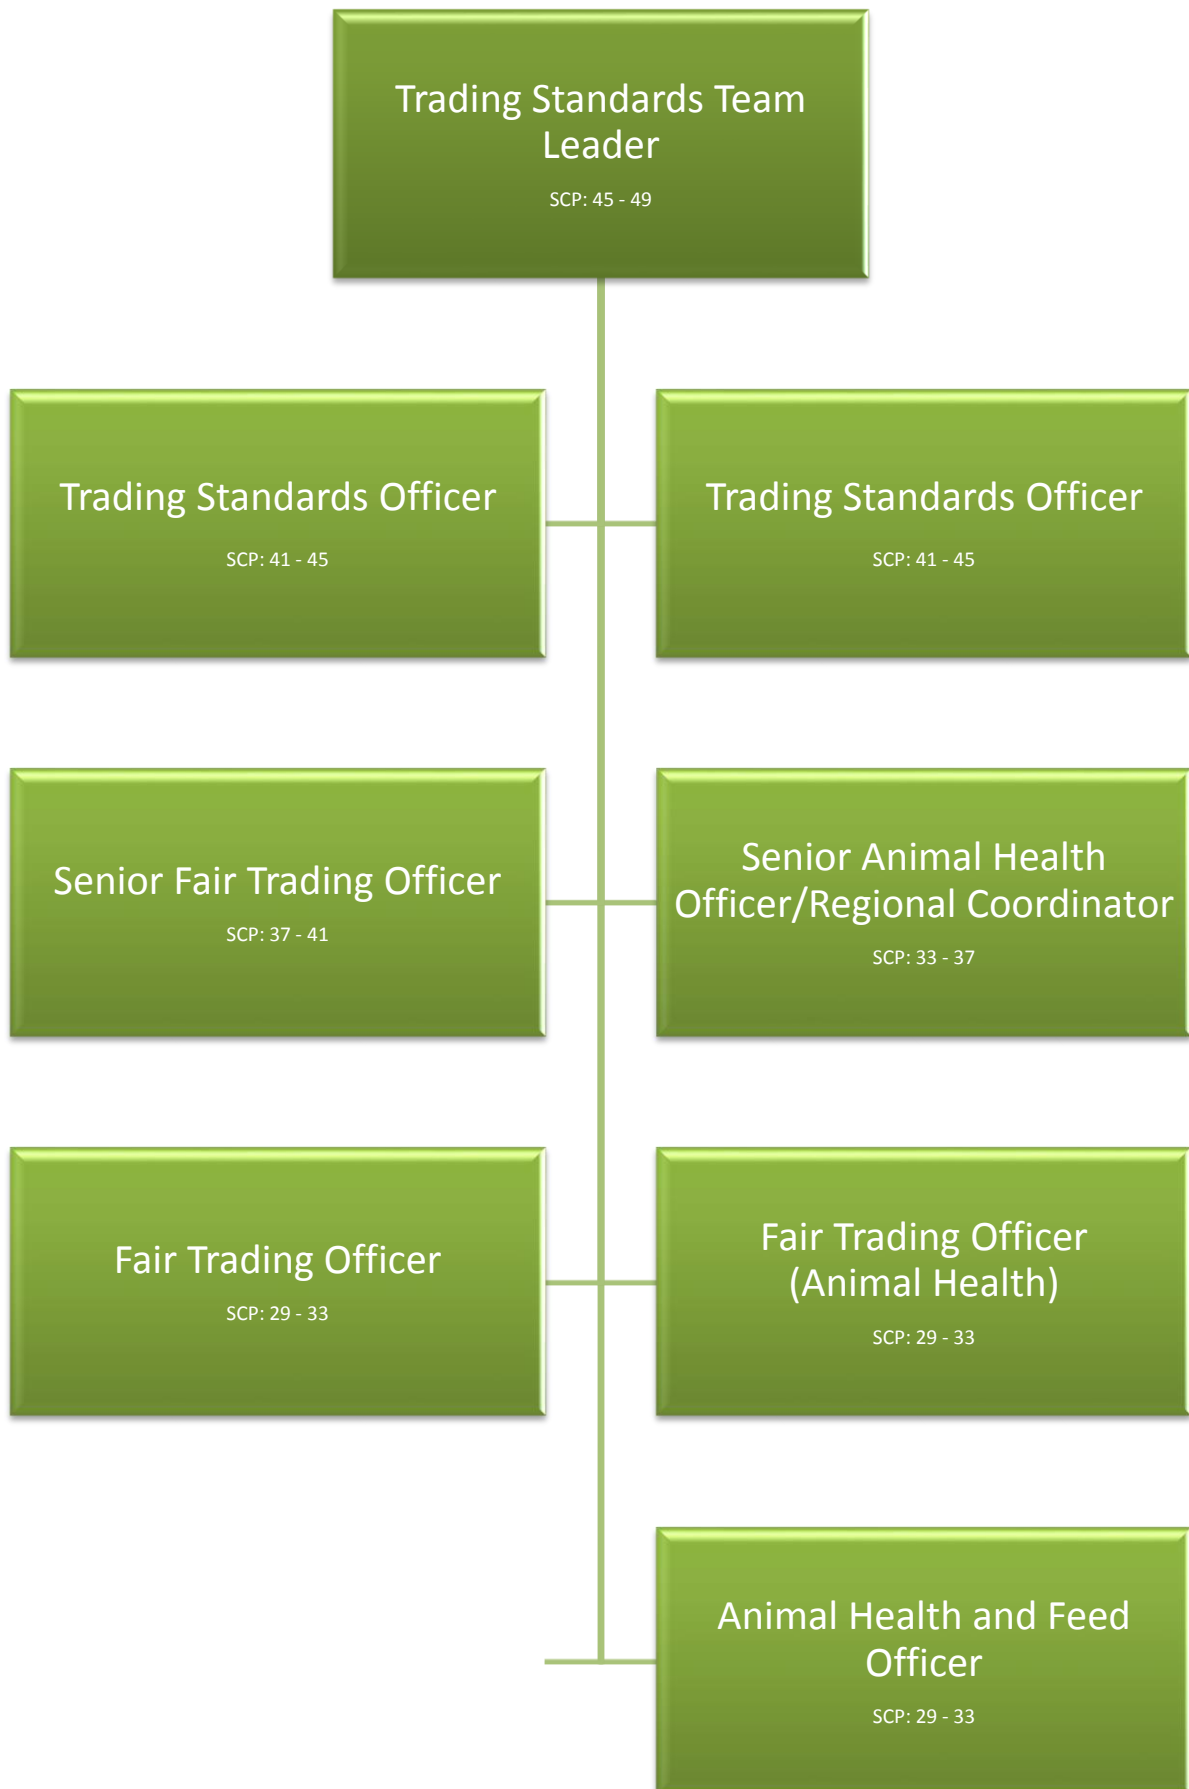 Trading Standards Team
Leader
SCP: 45 - 49
Trading Standards Officer
SCP: 41 - 45
Trading Standards Officer
SCP: 41 - 45
Senior Fair Trading Officer
SCP: 37 - 41
Senior Animal Health
Officer/Regional Coordinator
SCP: 33 - 37
Fair Trading Officer
SCP: 29 - 33
Fair Trading Officer
(Animal Health)
SCP: 29 - 33
Animal Health and Feed
Officer
SCP: 29 - 33